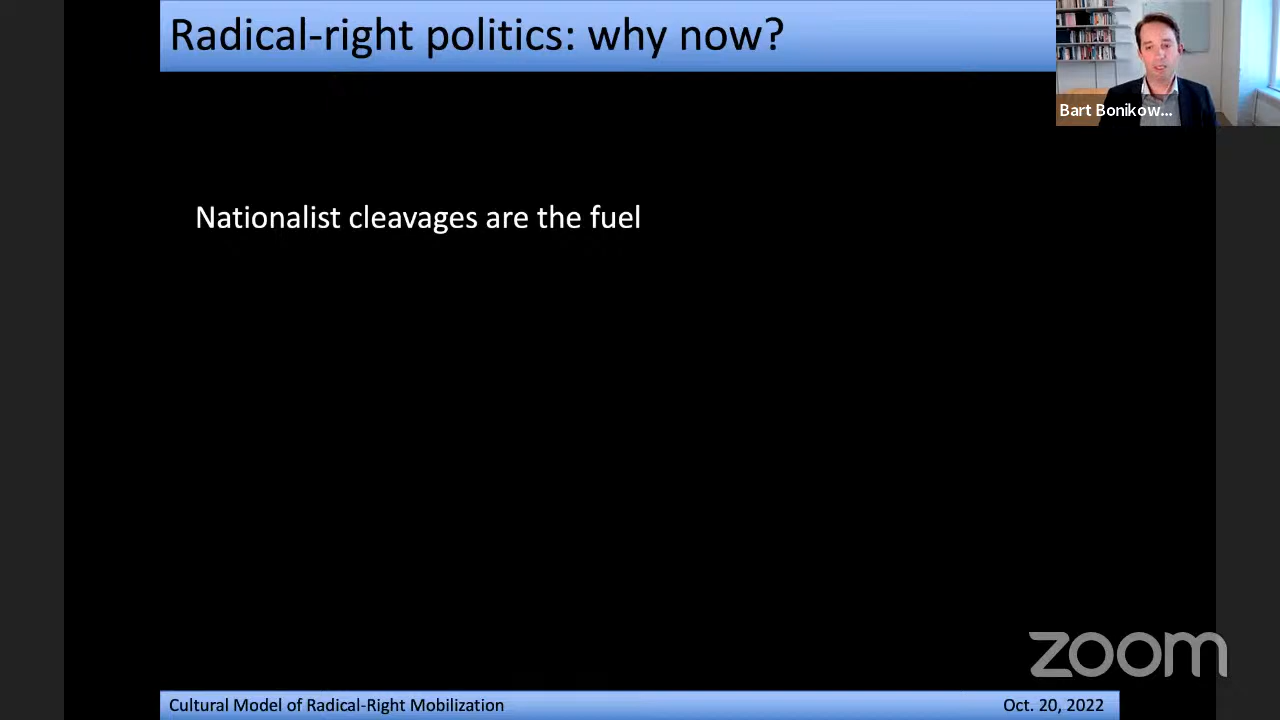 Radical-right politics: why now?
Bart Bonikow...
Nationalist cleavages are the fuel
zoom
Cultural Model of Radical-Right Mobilization
Oct. 20, 2022